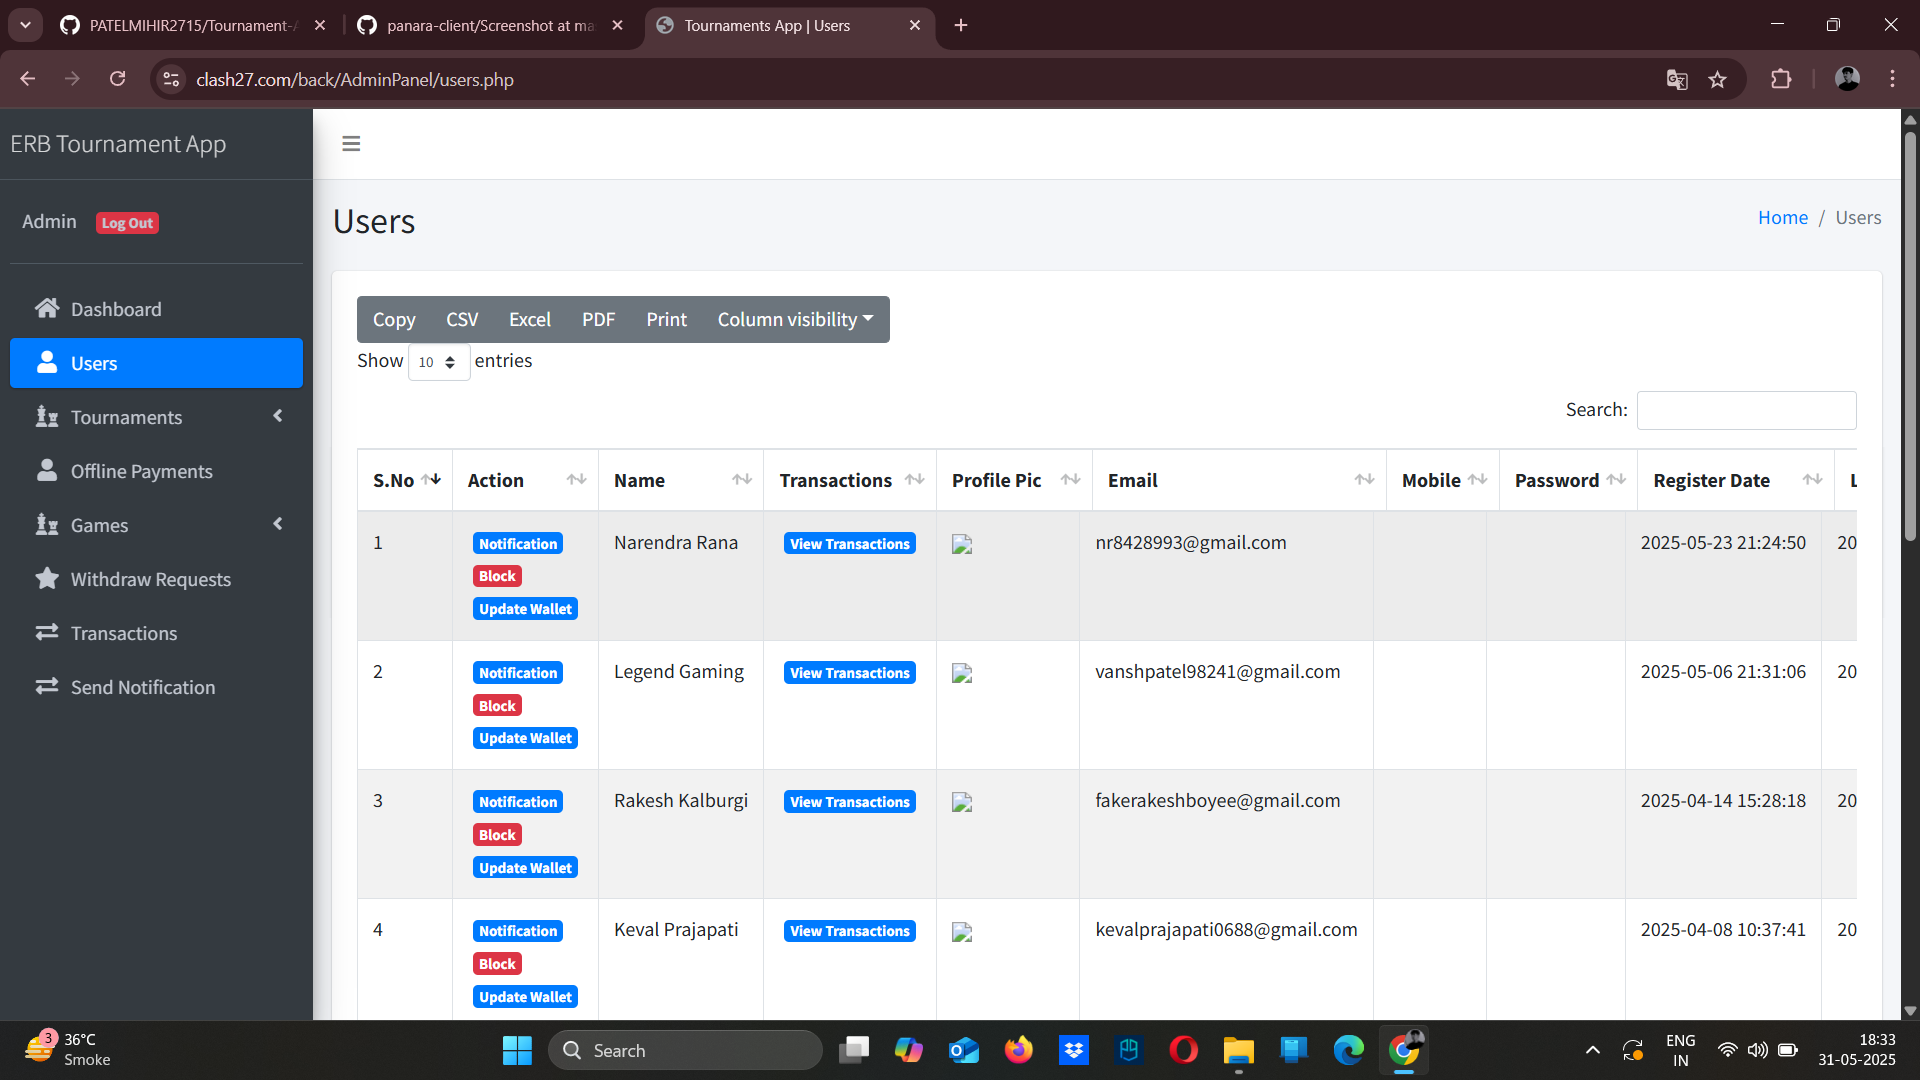 PATELMIHIR2715/Tournament-A
panara-client/Screenshot at ma
Tournaments App | Users
clash27.com/back/AdminPanel/users.php
ERB Tournament App
Admin Log Out
Dashboard
Users
Tournaments
Offline Payments
Games
Withdraw Requests
Transactions
Send Notification
Users
Home / Users
Copy CSV Excel PDF Print Column visibility
Show 10 entries
Search:
S.No Action Name Transactions Profile Pic Email Mobile Password Register Date L
1 Notification Narendra Rana View Transactions nr8428993@gmail.com 2025-05-23 21:24:50 20
Block
Update Wallet
2 Notification Legend Gaming View Transactions vanshpatel98241@gmail.com 2025-05-06 21:31:06 20
Block
Update Wallet
3 Notification Rakesh Kalburgi View Transactions fakerakeshboyee@gmail.com 2025-04-14 15:28:18 20
Block
Update Wallet
4 Notification Keval Prajapati View Transactions kevalprajapati0688@gmail.com 2025-04-08 10:37:41 20
Block
Update Wallet
3
36°C
Smoke
Search
ENG
IN
18:33
31-05-2025